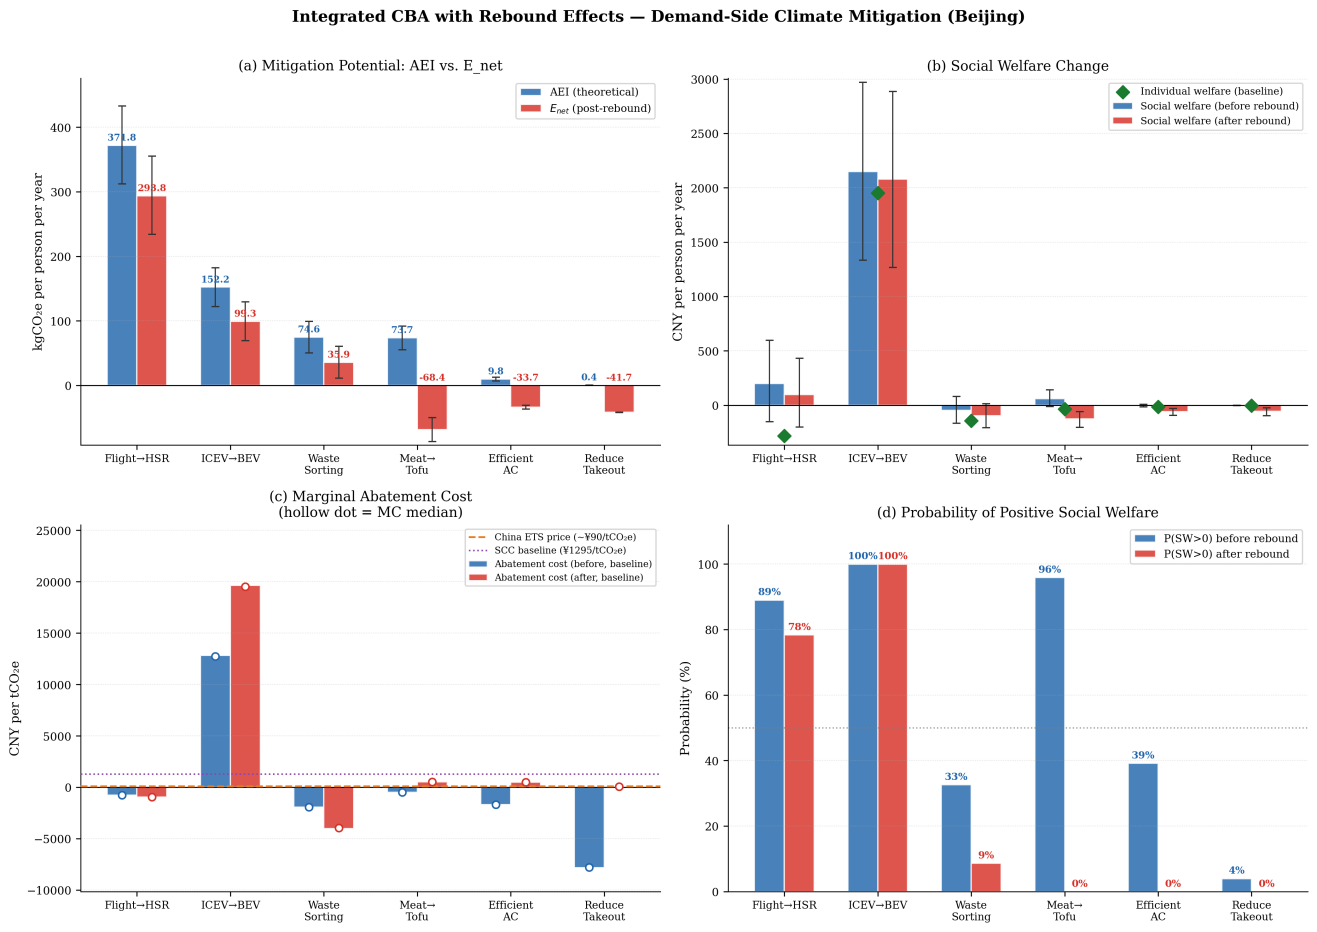 Integrated CBA with Rebound Effects — Demand-Side Climate Mitigation (Beijing)
(a) Mitigation Potential: AEI vs. E_net
kgCO₂e per person per year
400
300
200
100
0
AEI (theoretical)
E_net (post-rebound)
371.8
293.8
152.2
99.3
74.6
35.9
73.7
-68.4
9.8
-33.7
0.4
-41.7
Flight→HSR
ICEV→BEV
Waste
Sorting
Meat→
Tofu
Efficient
AC
Reduce
Takeout
(b) Social Welfare Change
CNY per person per year
3000
2500
2000
1500
1000
500
0
Individual welfare (baseline)
Social welfare (before rebound)
Social welfare (after rebound)
Flight→HSR
ICEV→BEV
Waste
Sorting
Meat→
Tofu
Efficient
AC
Reduce
Takeout
(c) Marginal Abatement Cost
(hollow dot = MC median)
CNY per tCO₂e
25000
20000
15000
10000
5000
0
−5000
−10000
China ETS price (~¥90/tCO₂e)
SCC baseline (¥1295/tCO₂e)
Abatement cost (before, baseline)
Abatement cost (after, baseline)
Flight→HSR
ICEV→BEV
Waste
Sorting
Meat→
Tofu
Efficient
AC
Reduce
Takeout
(d) Probability of Positive Social Welfare
Probability (%)
100
80
60
40
20
0
P(SW>0) before rebound
P(SW>0) after rebound
89%
78%
100%
100%
33%
9%
96%
0%
39%
0%
4%
0%
Flight→HSR
ICEV→BEV
Waste
Sorting
Meat→
Tofu
Efficient
AC
Reduce
Takeout